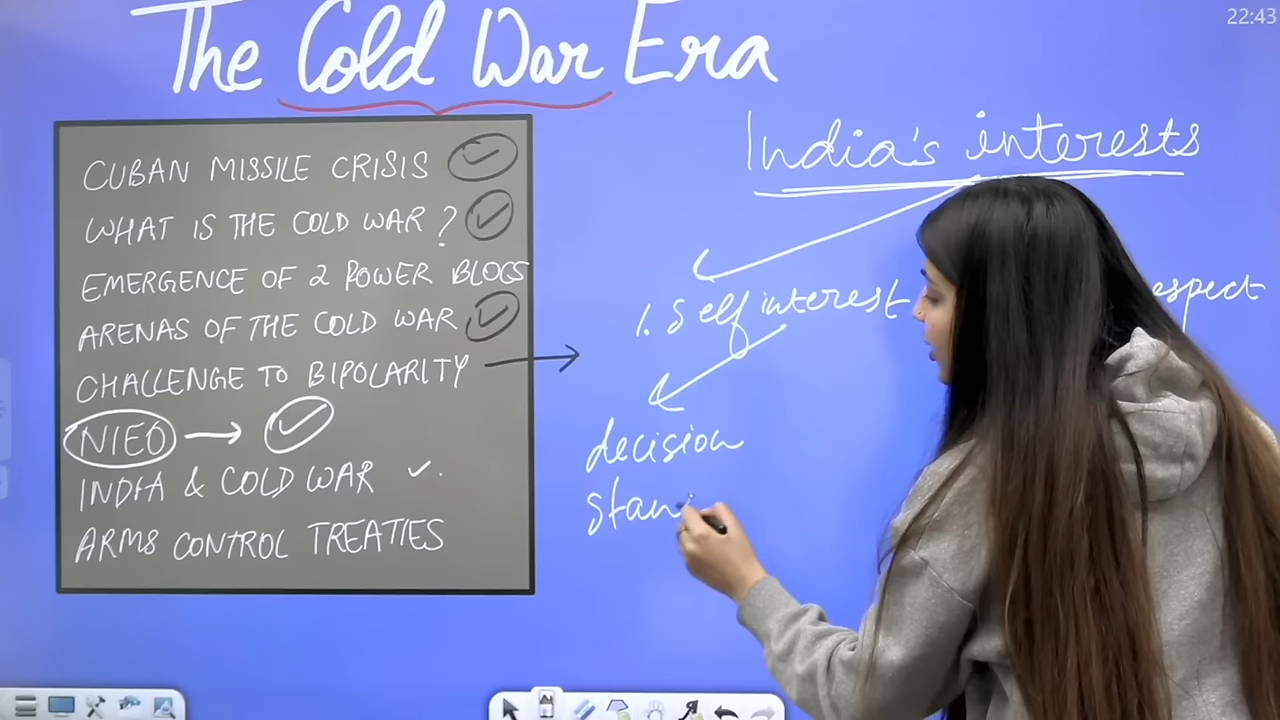 22:43
The Cold War Era
CUBAN MISSILE CRISIS
WHAT IS THE COLD WAR?
EMERGENCE OF 2 POWER BLOCS
ARENAS OF THE COLD WAR
CHALLENGE TO BIPOLARITY
NIEO
INDIA & COLD WAR
ARMS CONTROL TREATIES
India's interests
1. Self interest
decision